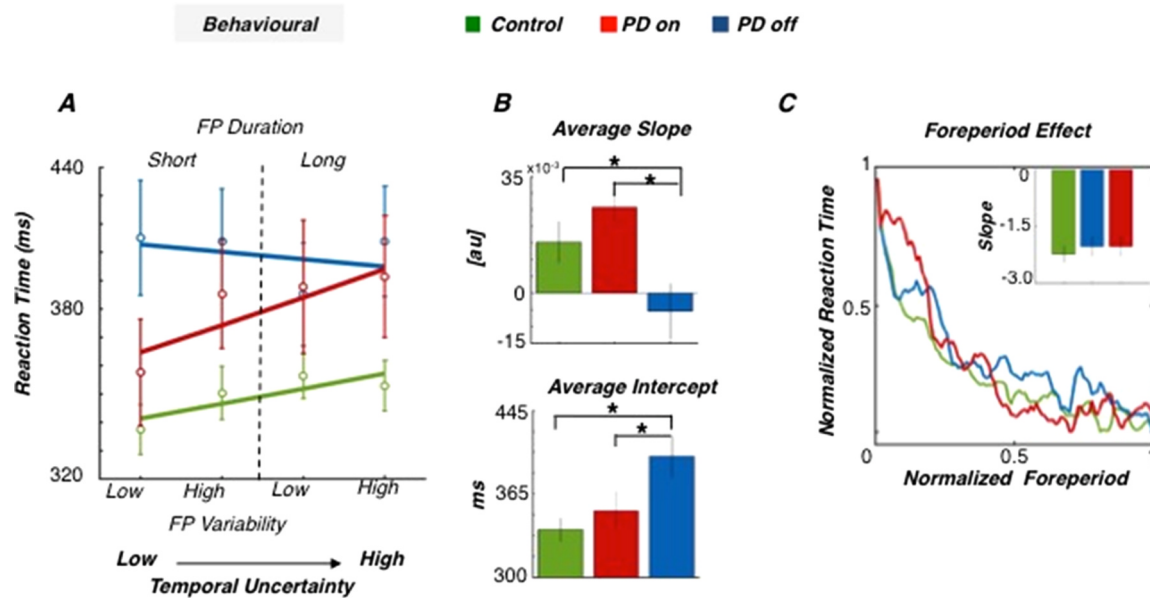 Behavioural
Control PD on PD off
A
FP Duration
Short Long
Reaction Time (ms)
440
380
320
Low High Low High
FP Variability
Low High
Temporal Uncertainty
B
Average Slope
35 x10⁻³
[au]
0
-15
* *
Average Intercept
445
ms
365
300
* *
C
Foreperiod Effect
Normalized Reaction Time
1
0.5
0
0.5
Normalized Foreperiod
Slope
0
-1.5
-3.0